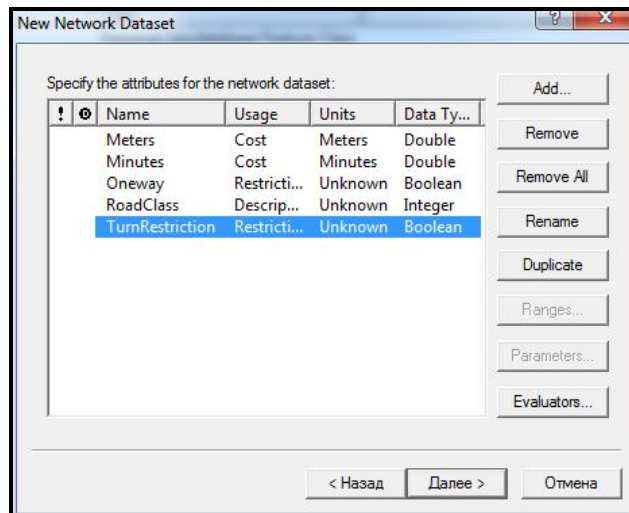 New Network Dataset
Specify the attributes for the network dataset:
! Name Usage Units Data Ty...
Meters Cost Meters Double
Minutes Cost Minutes Double
Oneway Restricti... Unknown Boolean
RoadClass Descrip... Unknown Integer
TurnRestriction Restricti... Unknown Boolean
Add...
Remove
Remove All
Rename
Duplicate
Ranges...
Parameters...
Evaluators...
< Назад Далее > Отмена